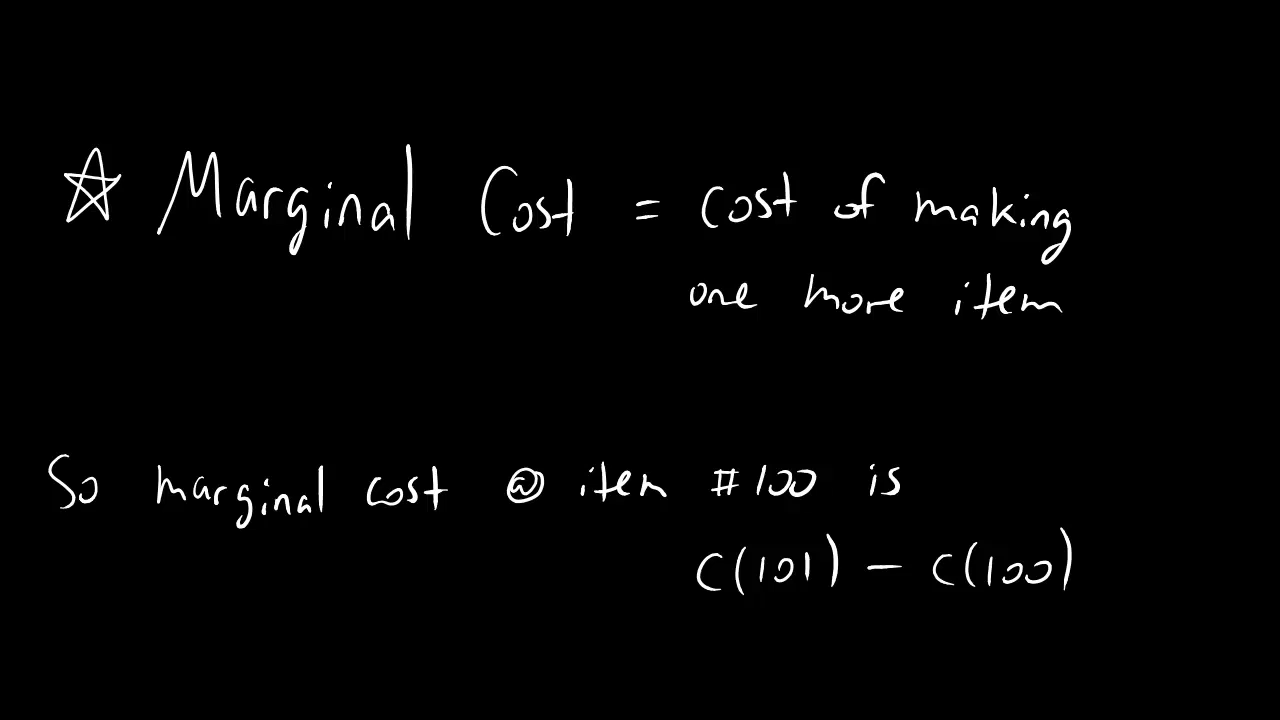 ☆ Marginal Cost = cost of making
one more item
So marginal cost @ item #100 is
C(101) - C(100)